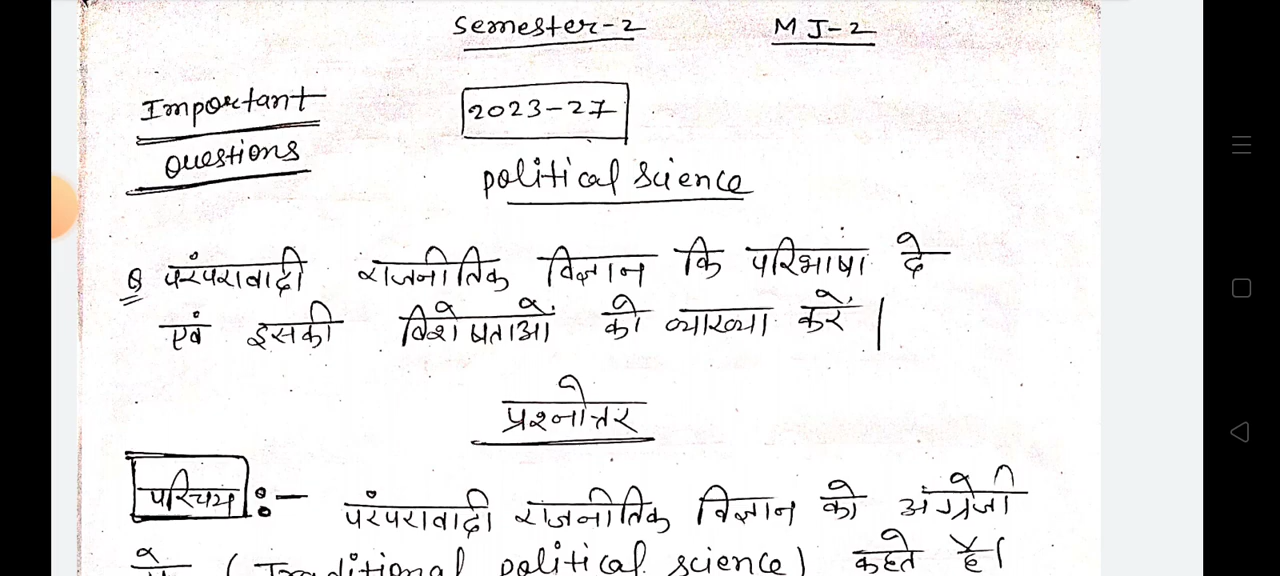 Semester-2 MJ-2
Important 2023-27
Questions
political science
Q परंपरावादी राजनीतिक विज्ञान कि परिभाषा दे
एवं इसकी विशेषताओं को व्याख्या करें |
प्रश्नोत्तर
परिचय :- परंपरावादी राजनीतिक विज्ञान को अंग्रेजी
मे (Traditional political science) कहते है।